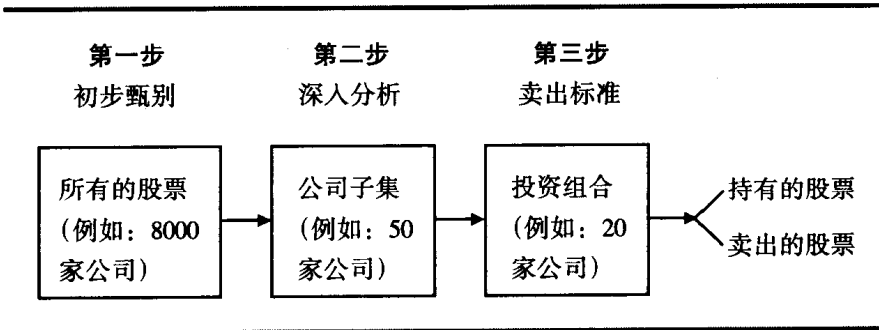 第一步
初步甄别
第二步
深入分析
第三步
卖出标准
所有的股票
(例如：8000
家公司)
公司子集
(例如：50
家公司)
投资组合
(例如：20
家公司)
持有的股票
卖出的股票